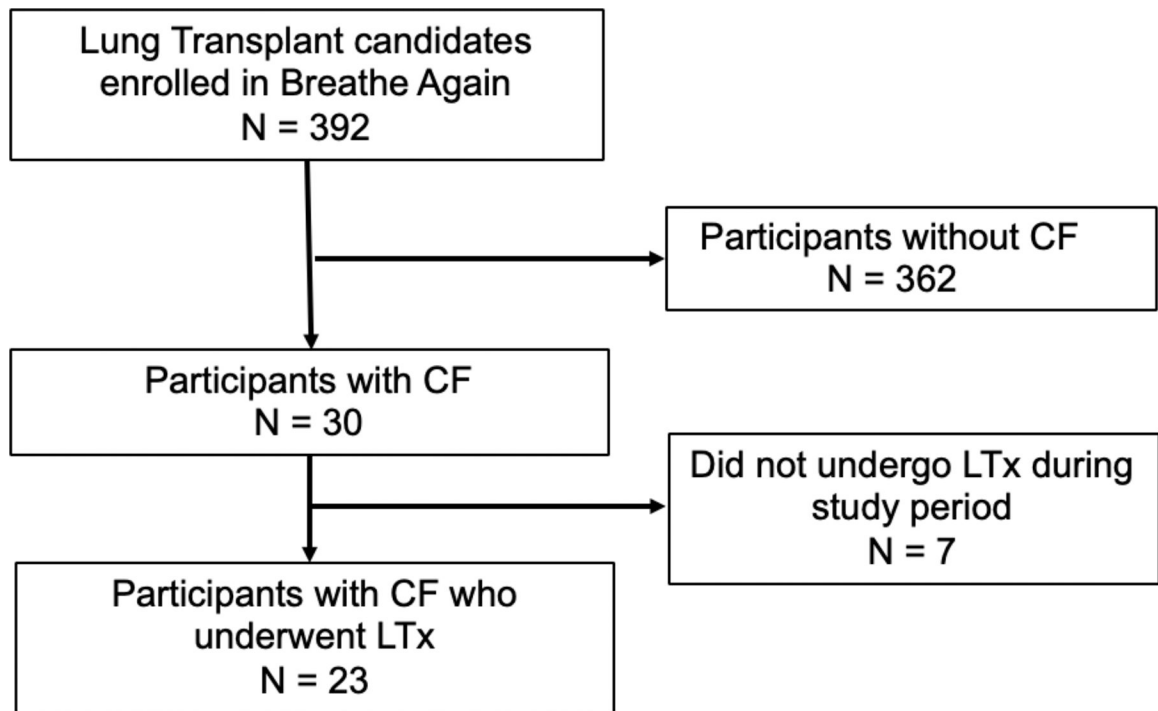 Lung Transplant candidates
enrolled in Breathe Again
N = 392
Participants without CF
N = 362
Participants with CF
N = 30
Did not undergo LTx during
study period
N = 7
Participants with CF who
underwent LTx
N = 23